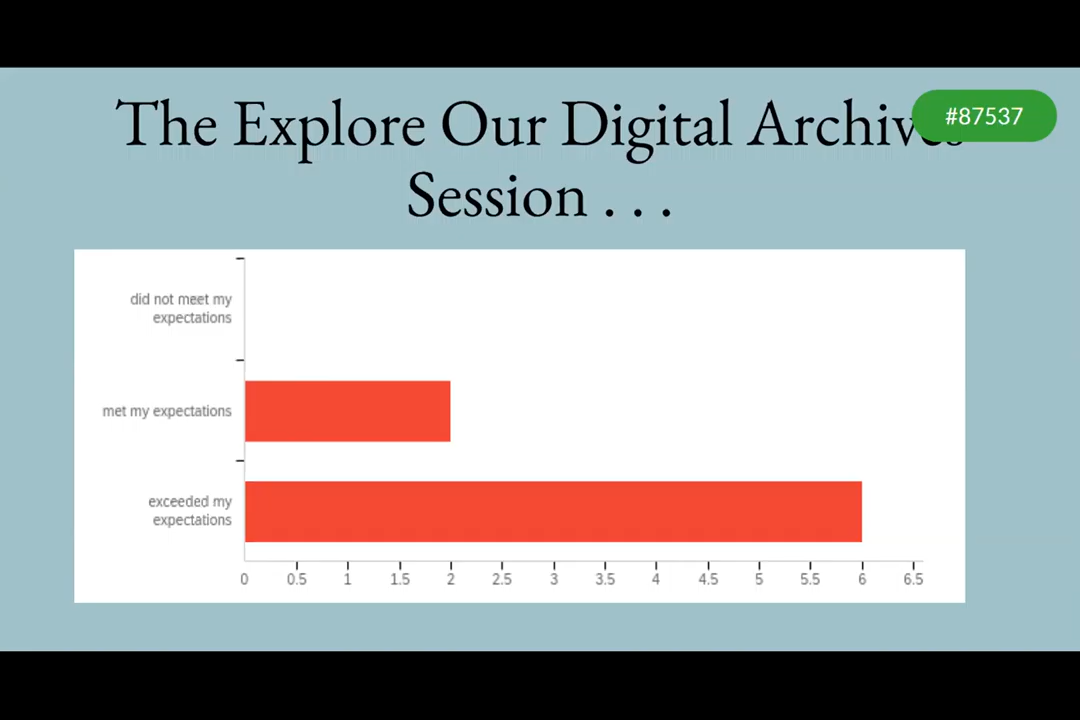 The Explore Our Digital Archives
#87537
Session . . .
did not meet my
expectations
met my expectations
exceeded my
expectations
0 0.5 1 1.5 2 2.5 3 3.5 4 4.5 5 5.5 6 6.5